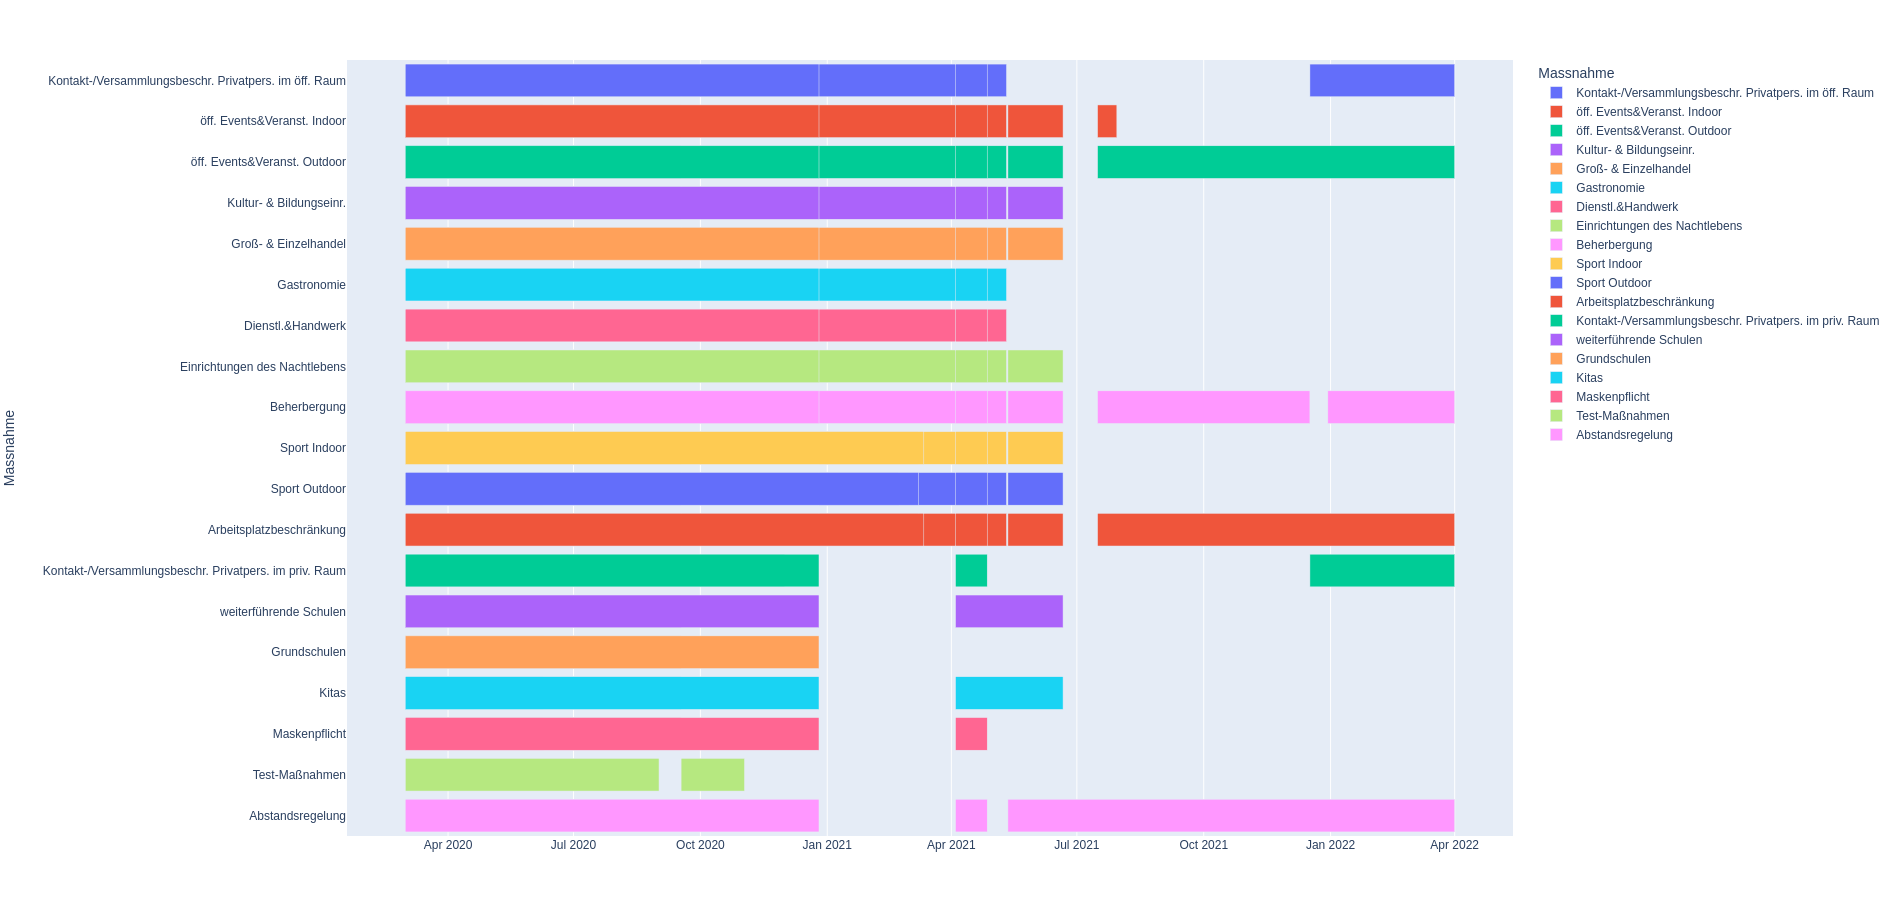 Kontakt-/Versammlungsbeschr. Privatpers. im öff. Raum
öff. Events&Veranst. Indoor
öff. Events&Veranst. Outdoor
Kultur- & Bildungseinr.
Groß- & Einzelhandel
Gastronomie
Dienstl.&Handwerk
Einrichtungen des Nachtlebens
Beherbergung
Sport Indoor
Sport Outdoor
Arbeitsplatzbeschränkung
Kontakt-/Versammlungsbeschr. Privatpers. im priv. Raum
weiterführende Schulen
Grundschulen
Kitas
Maskenpflicht
Test-Maßnahmen
Abstandsregelung
Massnahme
Apr 2020
Jul 2020
Oct 2020
Jan 2021
Apr 2021
Jul 2021
Oct 2021
Jan 2022
Apr 2022
Massnahme
Kontakt-/Versammlungsbeschr. Privatpers. im öff. Raum
öff. Events&Veranst. Indoor
öff. Events&Veranst. Outdoor
Kultur- & Bildungseinr.
Groß- & Einzelhandel
Gastronomie
Dienstl.&Handwerk
Einrichtungen des Nachtlebens
Beherbergung
Sport Indoor
Sport Outdoor
Arbeitsplatzbeschränkung
Kontakt-/Versammlungsbeschr. Privatpers. im priv. Raum
weiterführende Schulen
Grundschulen
Kitas
Maskenpflicht
Test-Maßnahmen
Abstandsregelung